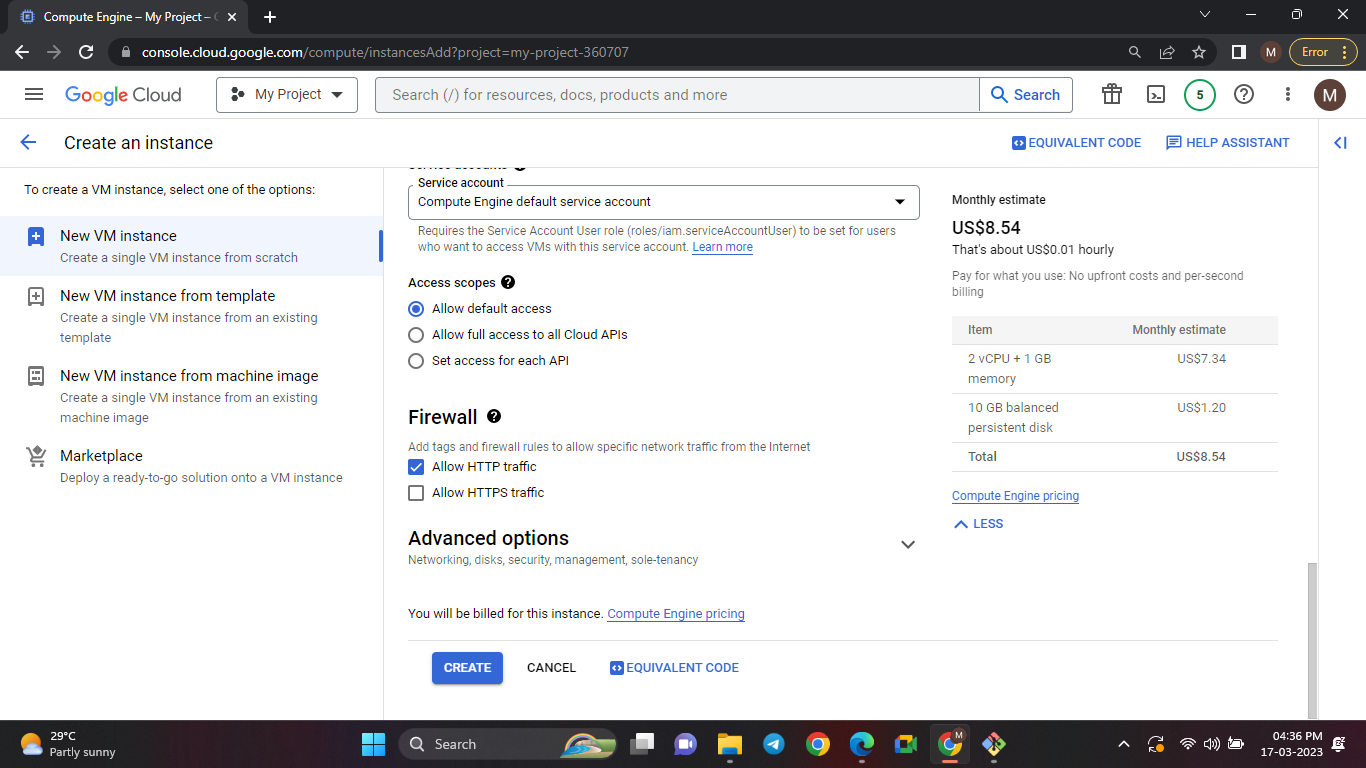 Compute Engine – My Project –
console.cloud.google.com/compute/instancesAdd?project=my-project-360707
M
Error
Google Cloud
My Project
Search (/) for resources, docs, products and more
Search
5
M
Create an instance
EQUIVALENT CODE
HELP ASSISTANT
To create a VM instance, select one of the options:
New VM instance
Create a single VM instance from scratch
New VM instance from template
Create a single VM instance from an existing
template
New VM instance from machine image
Create a single VM instance from an existing
machine image
Marketplace
Deploy a ready-to-go solution onto a VM instance
Service account
Compute Engine default service account
Requires the Service Account User role (roles/iam.serviceAccountUser) to be set for users
who want to access VMs with this service account. Learn more
Access scopes
Allow default access
Allow full access to all Cloud APIs
Set access for each API
Firewall
Add tags and firewall rules to allow specific network traffic from the Internet
Allow HTTP traffic
Allow HTTPS traffic
Advanced options
Networking, disks, security, management, sole-tenancy
You will be billed for this instance. Compute Engine pricing
CREATE
CANCEL
EQUIVALENT CODE
Monthly estimate
US$8.54
That's about US$0.01 hourly
Pay for what you use: No upfront costs and per-second
billing
Item Monthly estimate
2 vCPU + 1 GB
memory
US$7.34
10 GB balanced
persistent disk
US$1.20
Total US$8.54
Compute Engine pricing
LESS
29°C
Partly sunny
Search
M
04:36 PM
17-03-2023